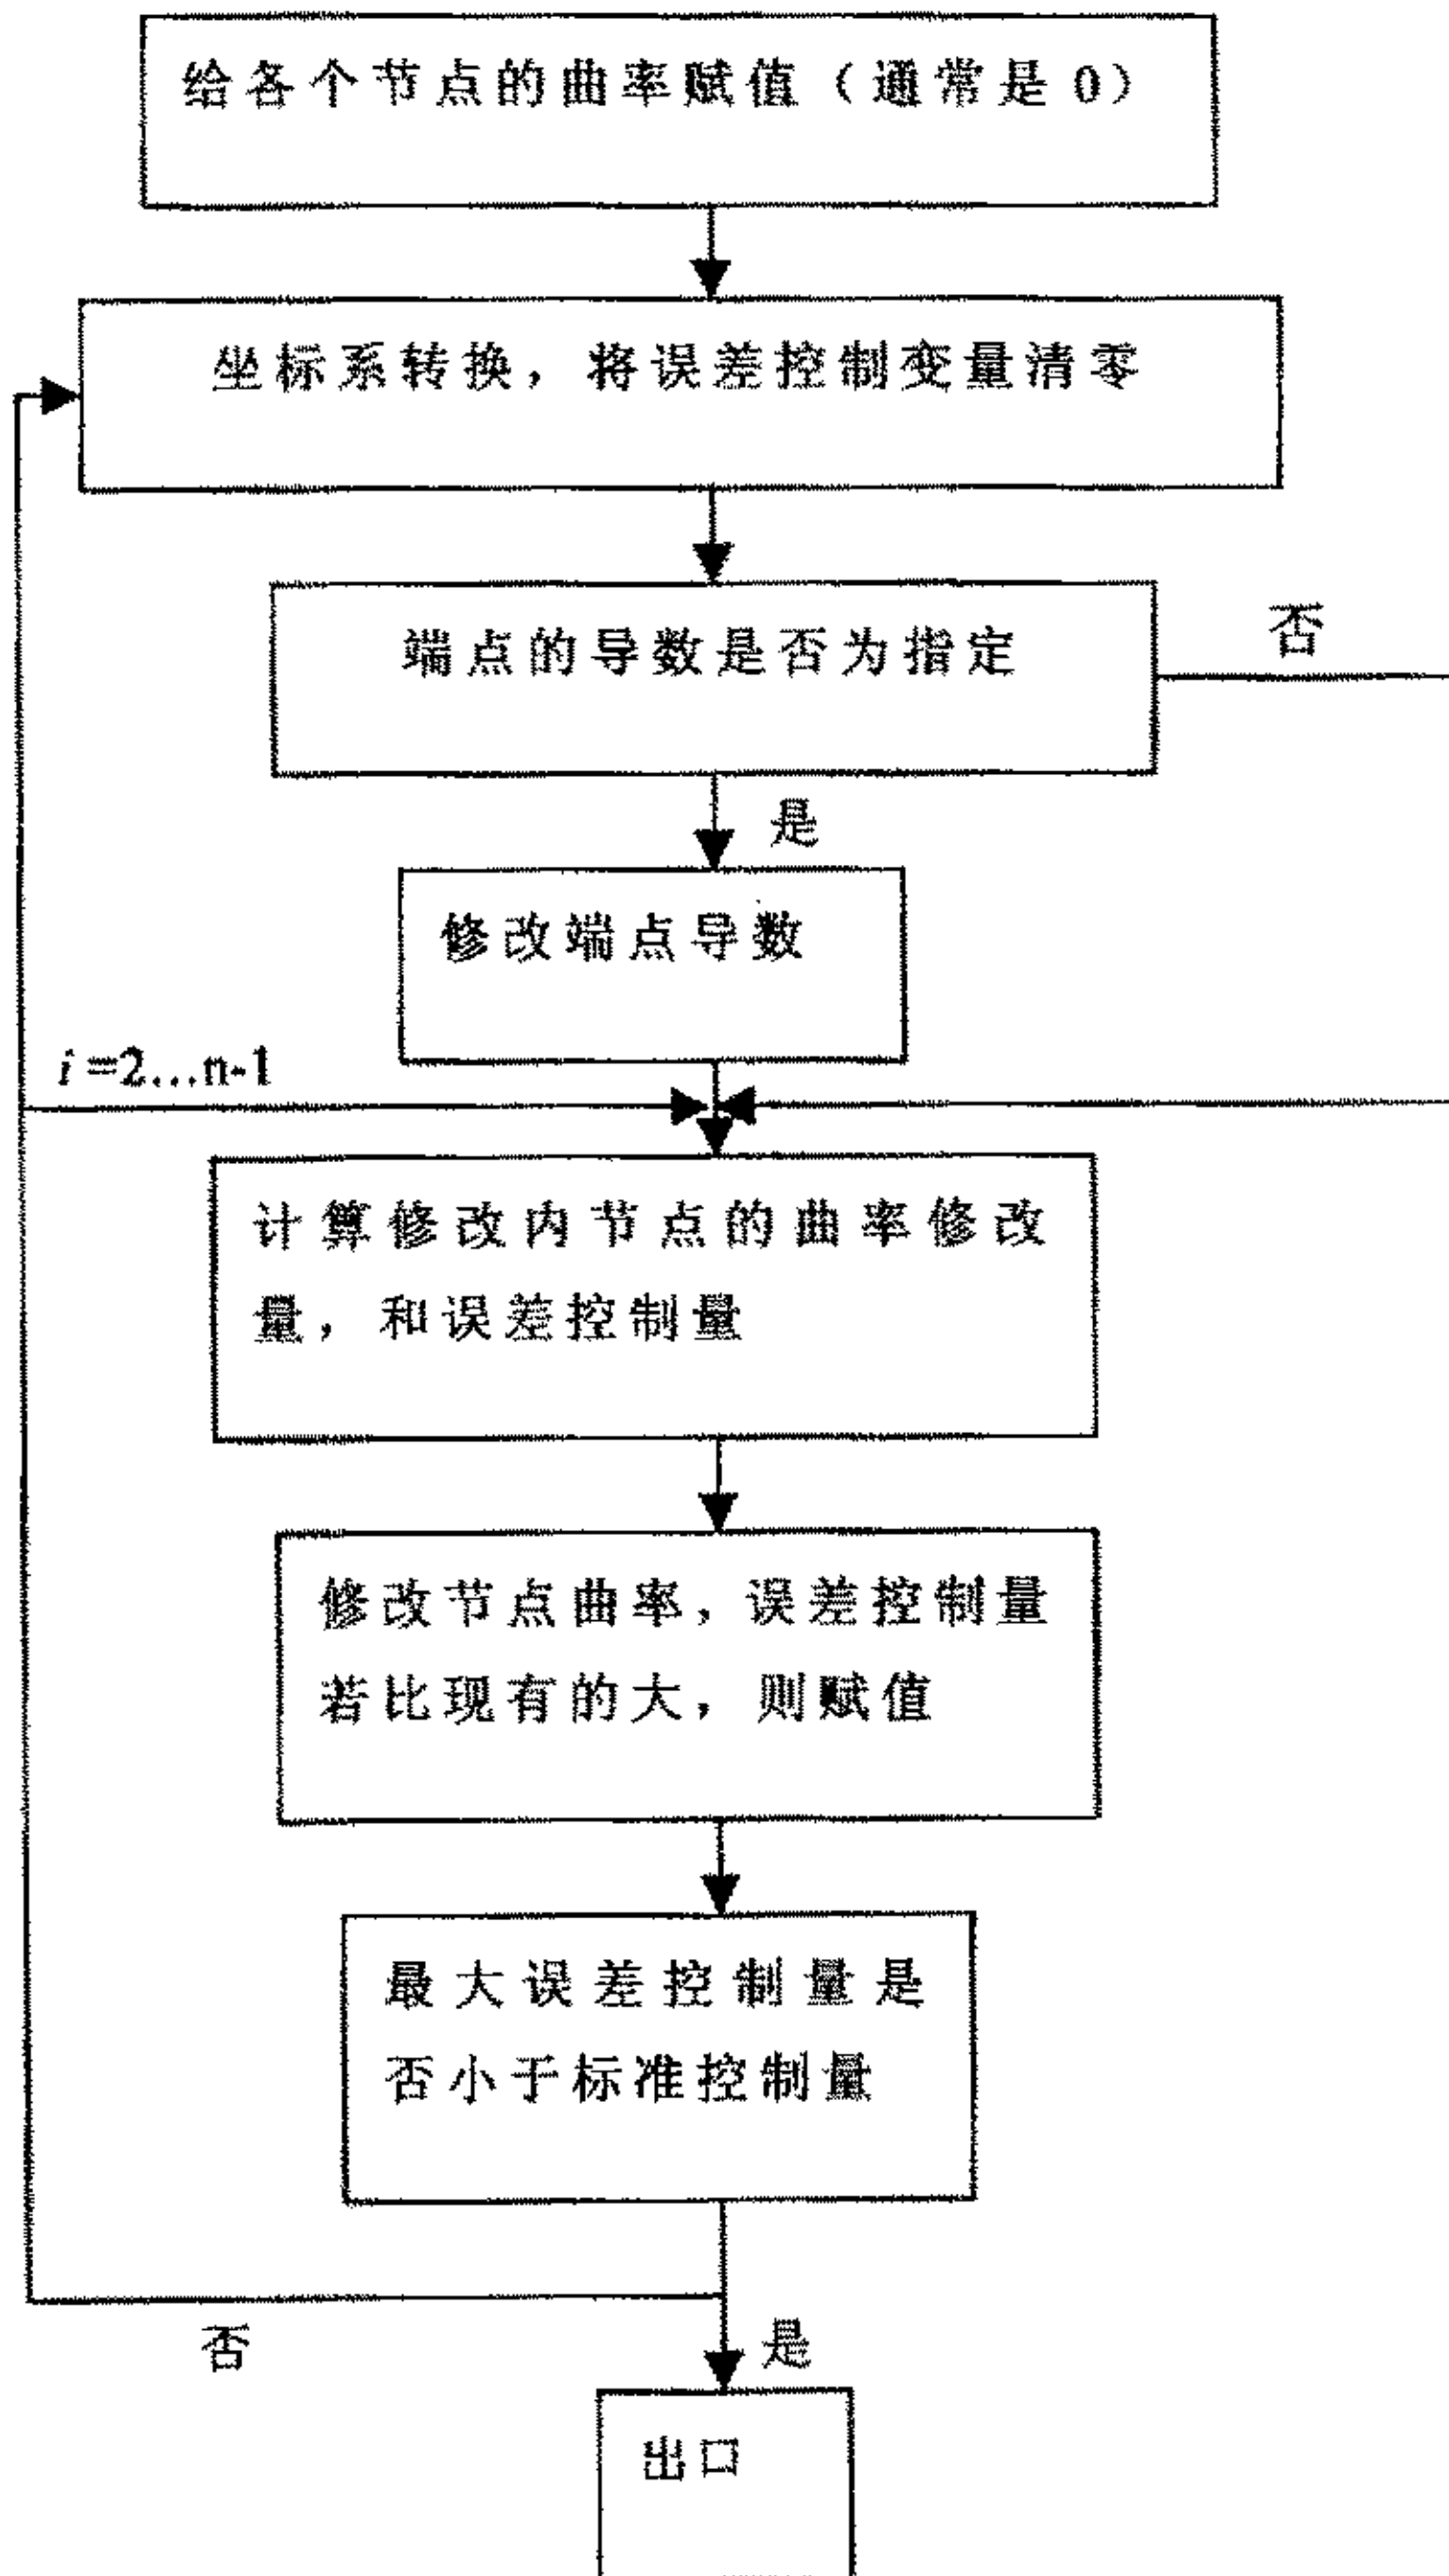 给各个节点的曲率赋值（通常是 0）
坐标系转换，将误差控制变量清零
端点的导数是否为指定
否
是
修改端点导数
i =2...n-1
计算修改内节点的曲率修改
量，和误差控制量
修改节点曲率，误差控制量
若比现有的大，则赋值
最大误差控制量是
否小于标准控制量
否
是
出口